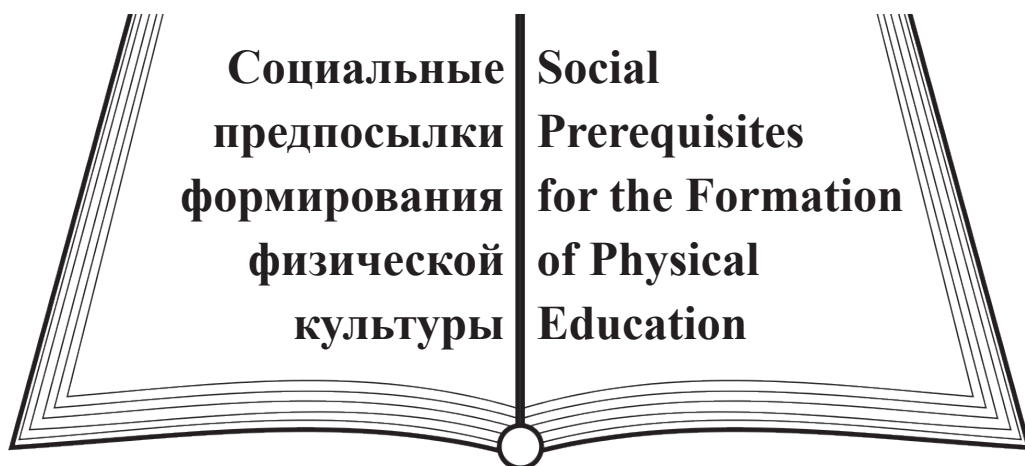 Социальные
предпосылки
формирования
физической
культуры
Social
Prerequisites
for the Formation
of Physical
Education